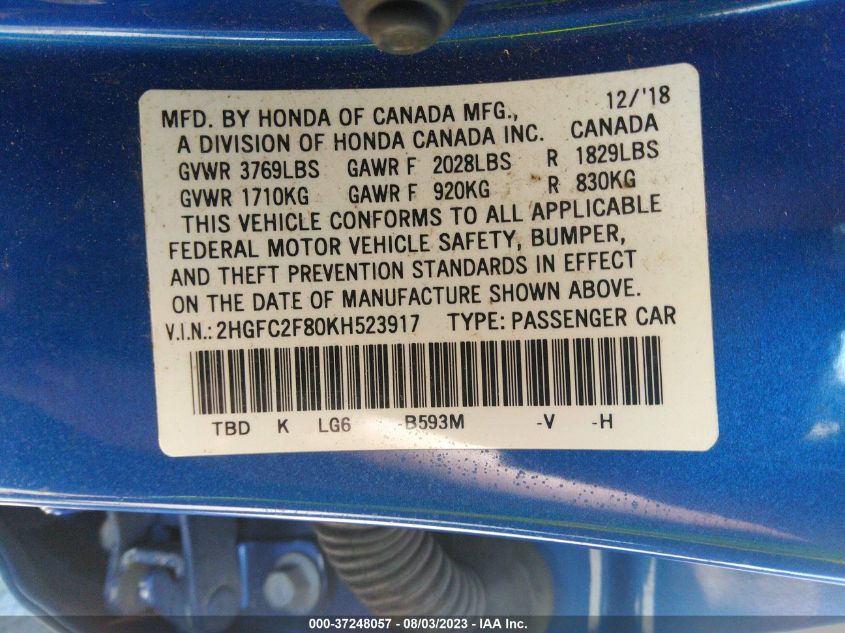 MFD. BY HONDA OF CANADA MFG., 12/'18
A DIVISION OF HONDA CANADA INC. CANADA
GVWR 3769LBS GAWR F 2028LBS R 1829LBS
GVWR 1710KG GAWR F 920KG R 830KG
THIS VEHICLE CONFORMS TO ALL APPLICABLE
FEDERAL MOTOR VEHICLE SAFETY, BUMPER,
AND THEFT PREVENTION STANDARDS IN EFFECT
ON THE DATE OF MANUFACTURE SHOWN ABOVE.
V.I.N.: 2HGFC2F80KH523917 TYPE: PASSENGER CAR
TBD K LG6 -B593M -V -H
000-37248057 - 08/03/2023 - IAA Inc.